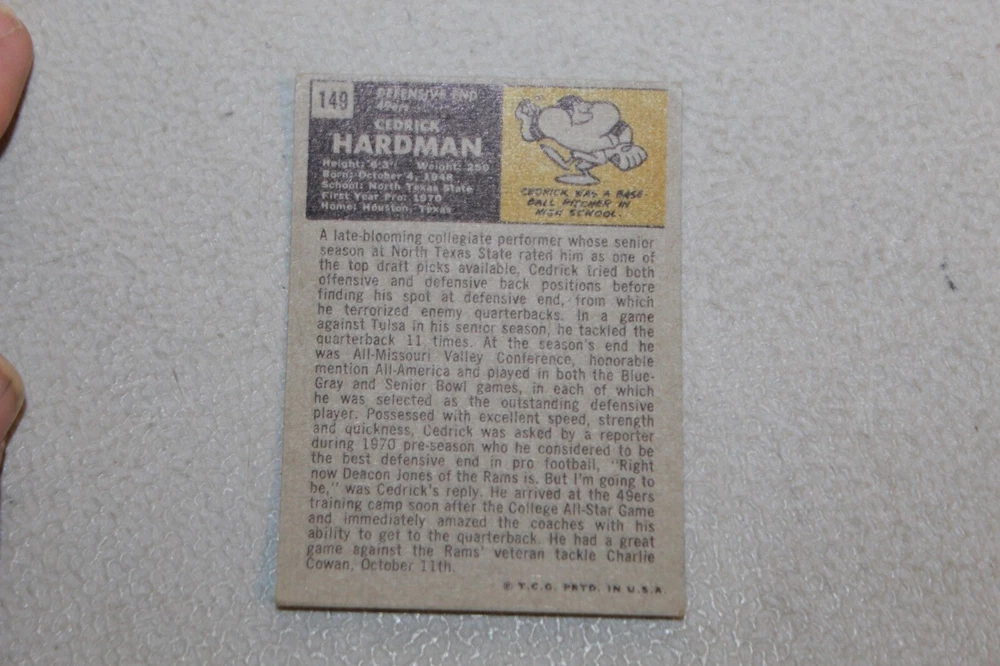 149
DEFENSIVE END
49ers
CEDRICK
HARDMAN
Height: 6'3" Weight: 250
Born: October 4, 1948
School: North Texas State
First Year Pro: 1970
Home: Houston, Texas
CEDRICK WAS A BASE-
BALL PITCHER IN
HIGH SCHOOL.
A late-blooming collegiate performer whose senior
season at North Texas State rated him as one of
the top draft picks available, Cedrick tried both
offensive and defensive back positions before
finding his spot at defensive end, from which
he terrorized enemy quarterbacks. In a game
against Tulsa in his senior season, he tackled the
quarterback 11 times. At the season's end he
was All-Missouri Valley Conference, honorable
mention All-America and played in both the Blue-
Gray and Senior Bowl games, in each of which
he was selected as the outstanding defensive
player. Possessed with excellent speed, strength
and quickness, Cedrick was asked by a reporter
during 1970 pre-season who he considered to be
the best defensive end in pro football, "Right
now Deacon Jones of the Rams is. But I'm going to
be," was Cedrick's reply. He arrived at the 49ers
training camp soon after the College All-Star Game
and immediately amazed the coaches with his
ability to get to the quarterback. He had a great
game against the Rams' veteran tackle Charlie
Cowan, October 11th.
© T.C.G. PRTD. IN U.S.A.